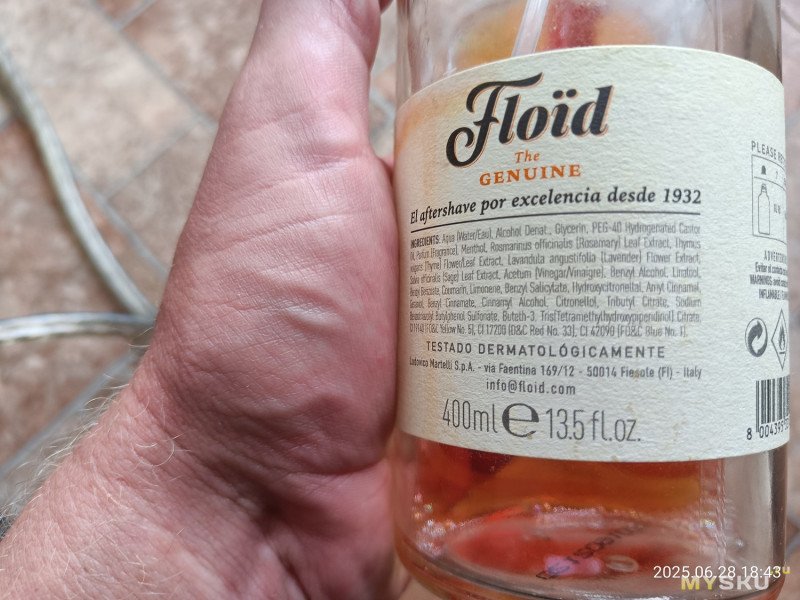 Floïd
The
GENUINE
El aftershave por excelencia desde 1932
INGREDIENTS: Aqua (Water/Eau), Alcohol Denat., Glycerin, PEG-40 Hydrogenated Castor
Oil, Parfum (Fragrance), Menthol, Rosmarinus officinalis (Rosemary) Leaf Extract, Thymus
vulgaris (Thyme) Flower/Leaf Extract, Lavandula angustifolia (Lavender) Flower Extract,
Salvia officinalis (Sage) Leaf Extract, Acetum (Vinegar/Vinaigre), Benzyl Alcohol, Linalool,
Benzyl Benzoate, Coumarin, Limonene, Benzyl Salicylate, Hydroxycitronellal, Amyl Cinnamal,
Geraniol, Benzyl Cinnamate, Cinnamyl Alcohol, Citronellol, Tributyl Citrate, Sodium
Benzotriazolyl Butylphenol Sulfonate, Buteth-3, Tris(Tetramethylhydroxypiperidinol) Citrate,
CI 19140 (FD&C Yellow No. 5), CI 17200 (D&C Red No. 33), CI 42090 (FD&C Blue No. 1).
TESTADO DERMATOLÓGICAMENTE
Ludovico Martelli S.p.A. - via Faentina 169/12 - 50014 Fiesole (FI) - Italy
info@floid.com
400ml e 13.5 fl.oz.
PLEASE
WARNINGS
8 004395
2025.06.28 18:43
MYSKU